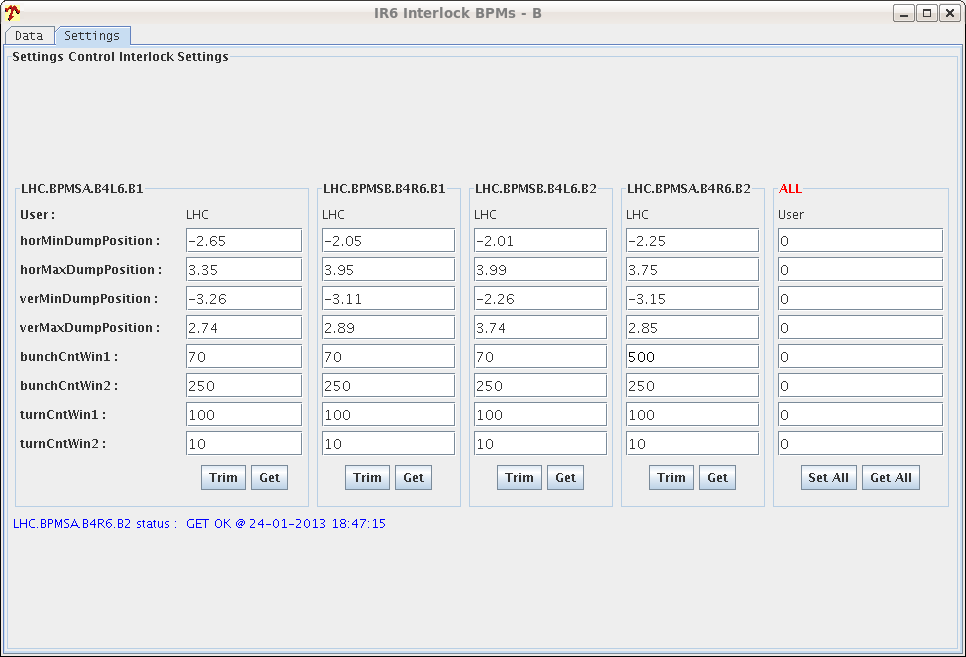 IR6 Interlock BPMs - B
Data Settings
Settings Control Interlock Settings
LHC.BPMSA.B4L6.B1 LHC.BPMSB.B4R6.B1 LHC.BPMSB.B4L6.B2 LHC.BPMSA.B4R6.B2 ALL
User : LHC LHC LHC LHC User
horMinDumpPosition : -2.65 -2.05 -2.01 -2.25 0
horMaxDumpPosition : 3.35 3.95 3.99 3.75 0
verMinDumpPosition : -3.26 -3.11 -2.26 -3.15 0
verMaxDumpPosition : 2.74 2.89 3.74 2.85 0
bunchCntWin1 : 70 70 70 500 0
bunchCntWin2 : 250 250 250 250 0
turnCntWin1 : 100 100 100 100 0
turnCntWin2 : 10 10 10 10 0
Trim Get Trim Get Trim Get Trim Get Set All Get All
LHC.BPMSA.B4R6.B2 status : GET OK @ 24-01-2013 18:47:15